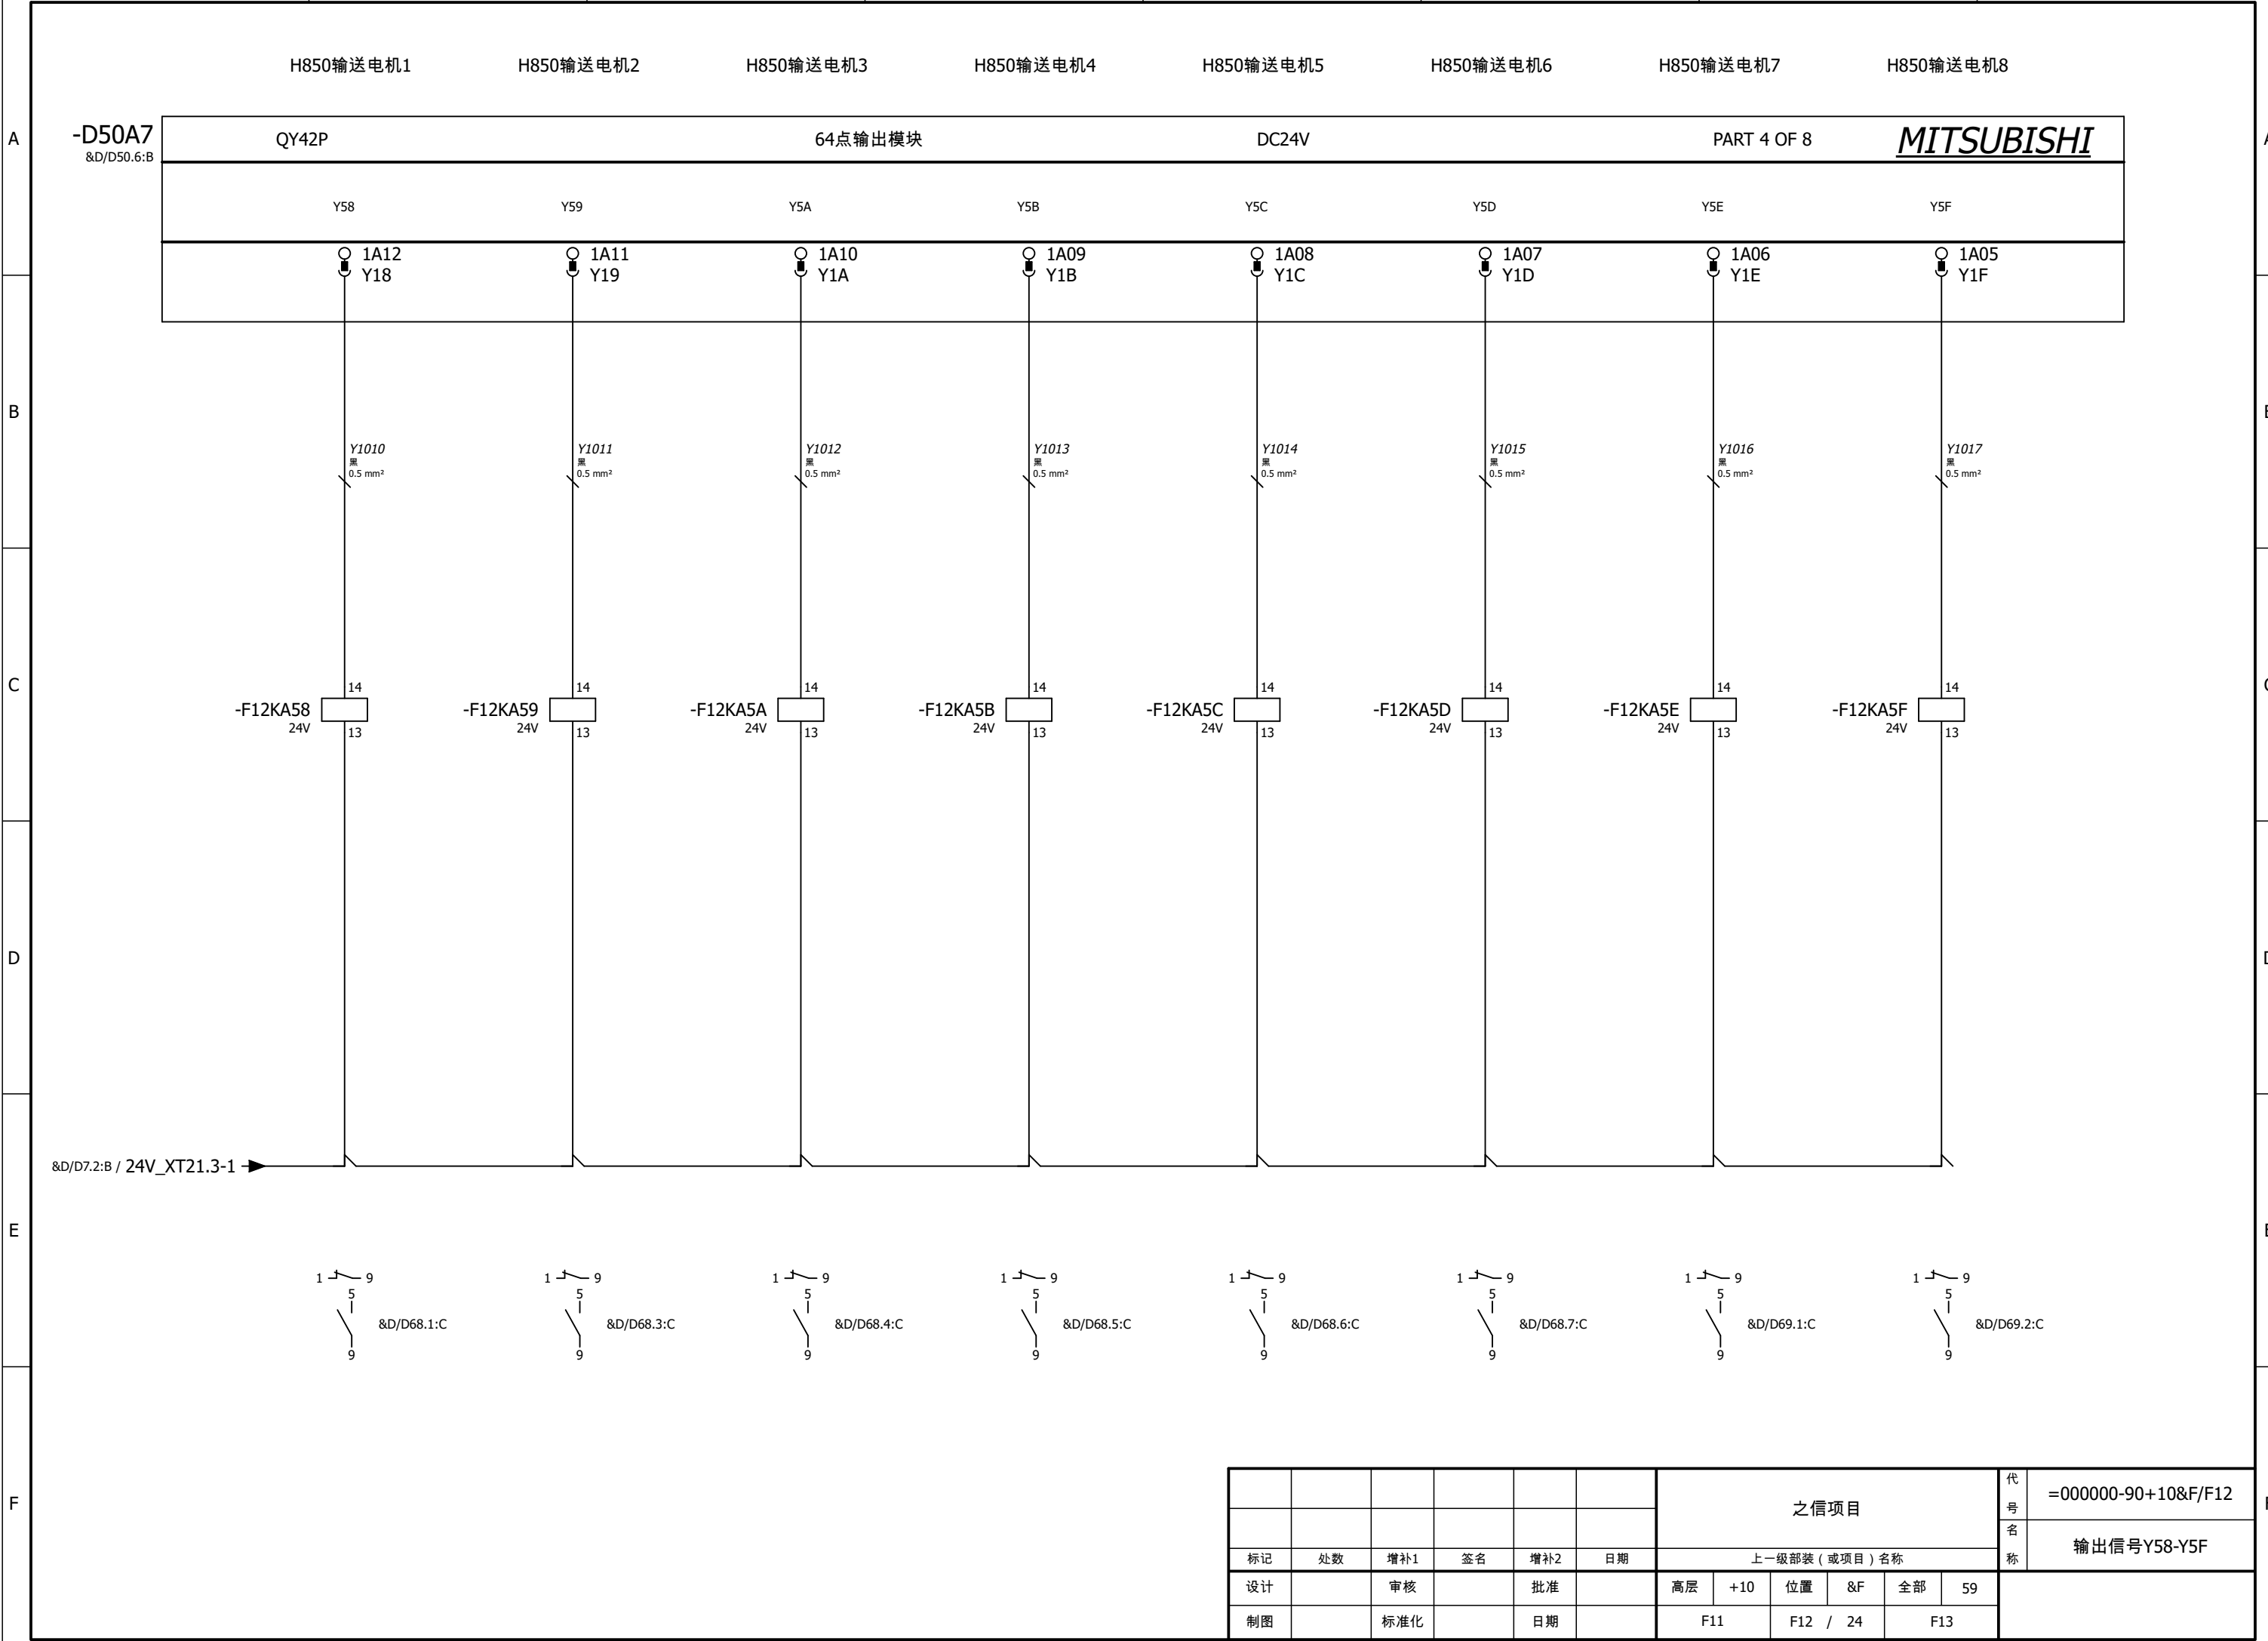 H850输送电机1 H850输送电机2 H850输送电机3 H850输送电机4 H850输送电机5 H850输送电机6 H850输送电机7 H850输送电机8
A -D50A7 QY42P 64点输出模块 DC24V PART 4 OF 8 MITSUBISHI
&D/D50.6:B
Y58 Y59 Y5A Y5B Y5C Y5D Y5E Y5F
1A12 1A11 1A10 1A09 1A08 1A07 1A06 1A05
Y18 Y19 Y1A Y1B Y1C Y1D Y1E Y1F
B
Y1010 Y1011 Y1012 Y1013 Y1014 Y1015 Y1016 Y1017
黑 黑 黑 黑 黑 黑 黑 黑
0.5 mm² 0.5 mm² 0.5 mm² 0.5 mm² 0.5 mm² 0.5 mm² 0.5 mm² 0.5 mm²
C
14 14 14 14 14 14 14 14
-F12KA58 -F12KA59 -F12KA5A -F12KA5B -F12KA5C -F12KA5D -F12KA5E -F12KA5F
24V 24V 24V 24V 24V 24V 24V 24V
13 13 13 13 13 13 13 13
D
&D/D7.2:B / 24V_XT21.3-1
E
1 9 1 9 1 9 1 9 1 9 1 9 1 9 1 9
5 5 5 5 5 5 5 5
&D/D68.1:C &D/D68.3:C &D/D68.4:C &D/D68.5:C &D/D68.6:C &D/D68.7:C &D/D69.1:C &D/D69.2:C
9 9 9 9 9 9 9 9
F
之信项目 代号 =000000-90+10&F/F12
名称 输出信号Y58-Y5F
标记 处数 增补1 签名 增补2 日期 上一级部装（或项目）名称
设计 审核 批准 高层 +10 位置 &F 全部 59
制图 标准化 日期 F11 F12 / 24 F13